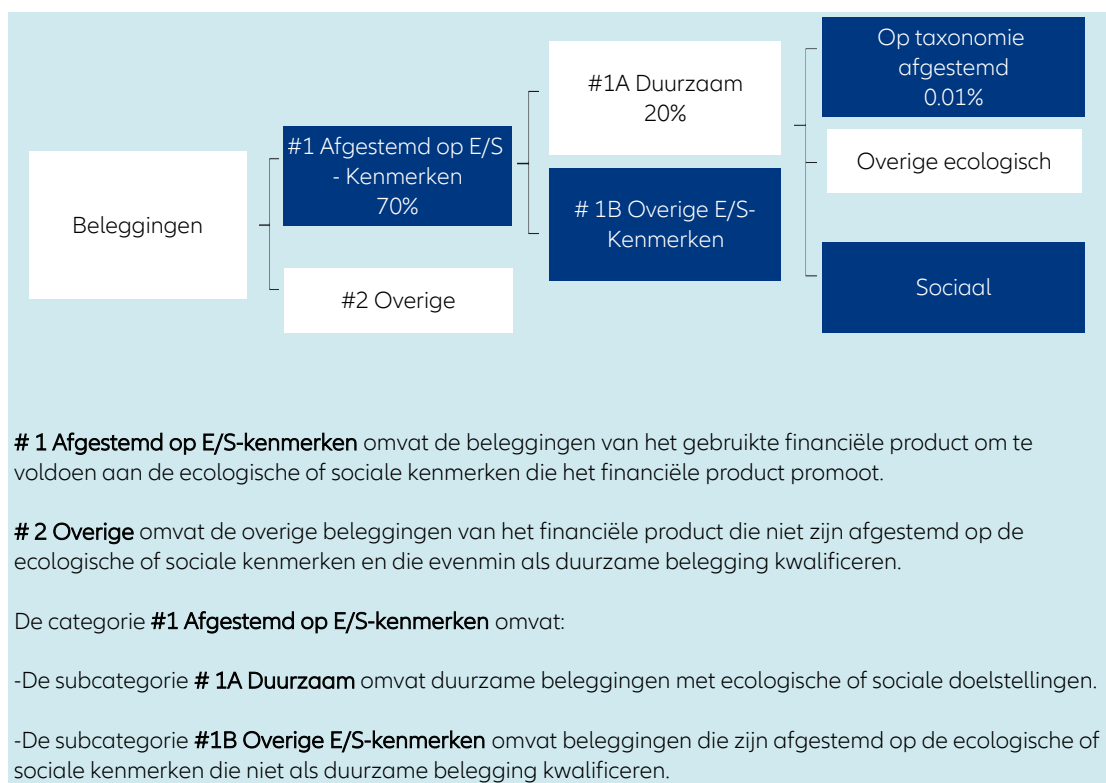 Beleggingen
#1 Afgestemd op E/S
- Kenmerken
70%
#2 Overige
#1A Duurzaam
20%
# 1B Overige E/S-
Kenmerken
Op taxonomie
afgestemd
0.01%
Overige ecologisch
Sociaal
# 1 Afgestemd op E/S-kenmerken omvat de beleggingen van het gebruikte financiële product om te
voldoen aan de ecologische of sociale kenmerken die het financiële product promoot.
# 2 Overige omvat de overige beleggingen van het financiële product die niet zijn afgestemd op de
ecologische of sociale kenmerken en die evenmin als duurzame belegging kwalificeren.
De categorie #1 Afgestemd op E/S-kenmerken omvat:
-De subcategorie # 1A Duurzaam omvat duurzame beleggingen met ecologische of sociale doelstellingen.
-De subcategorie #1B Overige E/S-kenmerken omvat beleggingen die zijn afgestemd op de ecologische of
sociale kenmerken die niet als duurzame belegging kwalificeren.